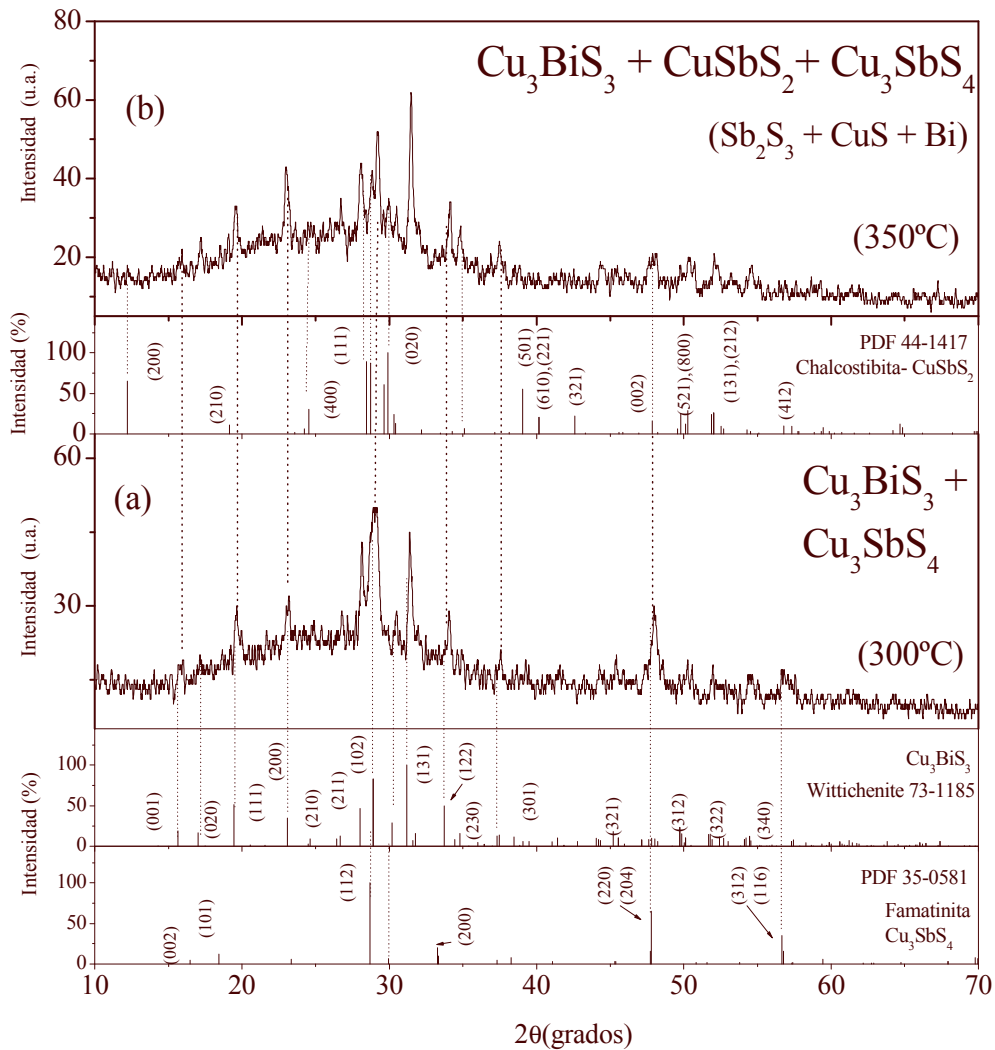 80
60
40
20
Intensidad (u.a.)
(b)
Cu₃BiS₃ + CuSbS₂ + Cu₃SbS₄
(Sb₂S₃ + CuS + Bi)
(350ºC)
100
50
0
Intensidad (%)
(200)
(210)
(400)
(111)
(020)
(501)
(610),(221)
(321)
(002)
(521),(800)
(131),(212)
(412)
PDF 44-1417
Chalcostibita- CuSbS₂
60
30
Intensidad (u.a.)
(a)
Cu₃BiS₃ +
Cu₃SbS₄
(300ºC)
100
50
0
Intensidad (%)
(001)
(020)
(111)
(200)
(210)
(211)
(102)
(131)
(122)
(230)
(301)
(321)
(312)
(322)
(340)
Cu₃BiS₃
Wittichenite 73-1185
100
50
0
(002)
(101)
(112)
(200)
(220)
(204)
(312)
(116)
PDF 35-0581
Famatinita
Cu₃SbS₄
10 20 30 40 50 60 70
2θ(grados)